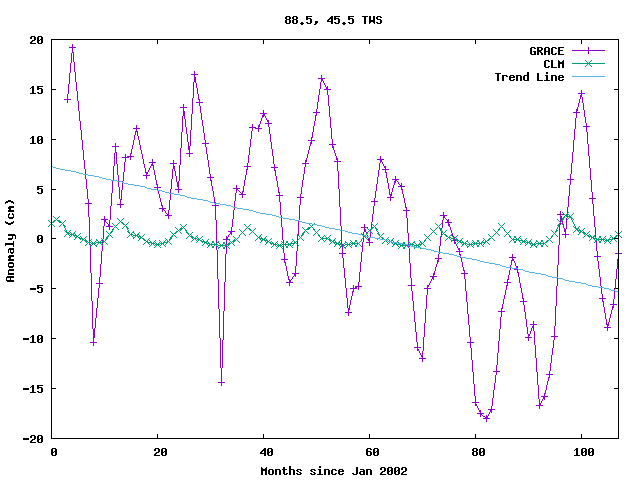 88.5, 45.5 TWS
GRACE
CLM
Trend Line
20
15
10
5
0
-5
-10
-15
-20
Anomaly (cm)
0 20 40 60 80 100
Months since Jan 2002